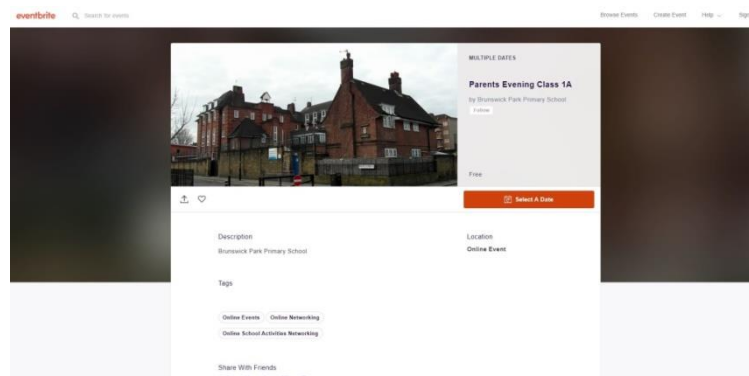 eventbrite
Search for events
Browse Events
Create Event
Help
Sign
MULTIPLE DATES
Parents Evening Class 1A
by Brunswick Park Primary School
Follow
Free
Select A Date
Description
Brunswick Park Primary School
Location
Online Event
Tags
Online Events
Online Networking
Online School Activities Networking
Share With Friends